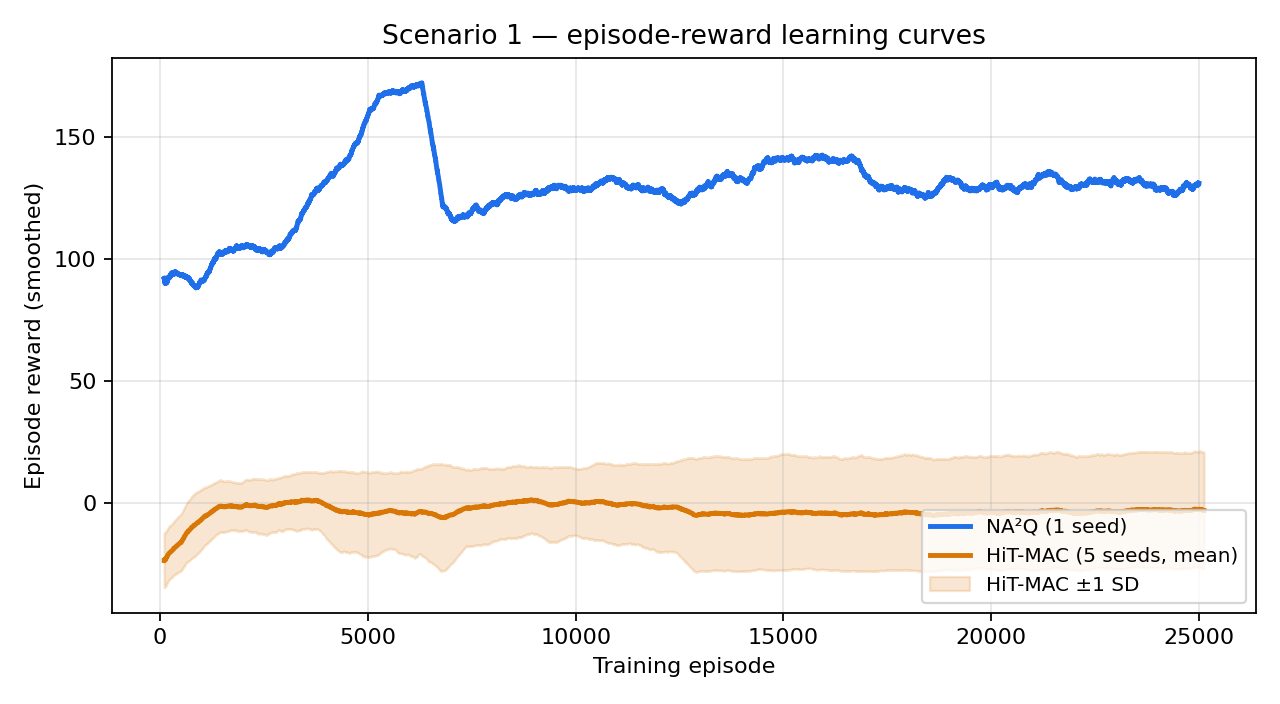 Scenario 1 — episode-reward learning curves
Episode reward (smoothed)
150
100
50
0
0
5000
10000
15000
20000
25000
Training episode
NA²Q (1 seed)
HiT-MAC (5 seeds, mean)
HiT-MAC ±1 SD